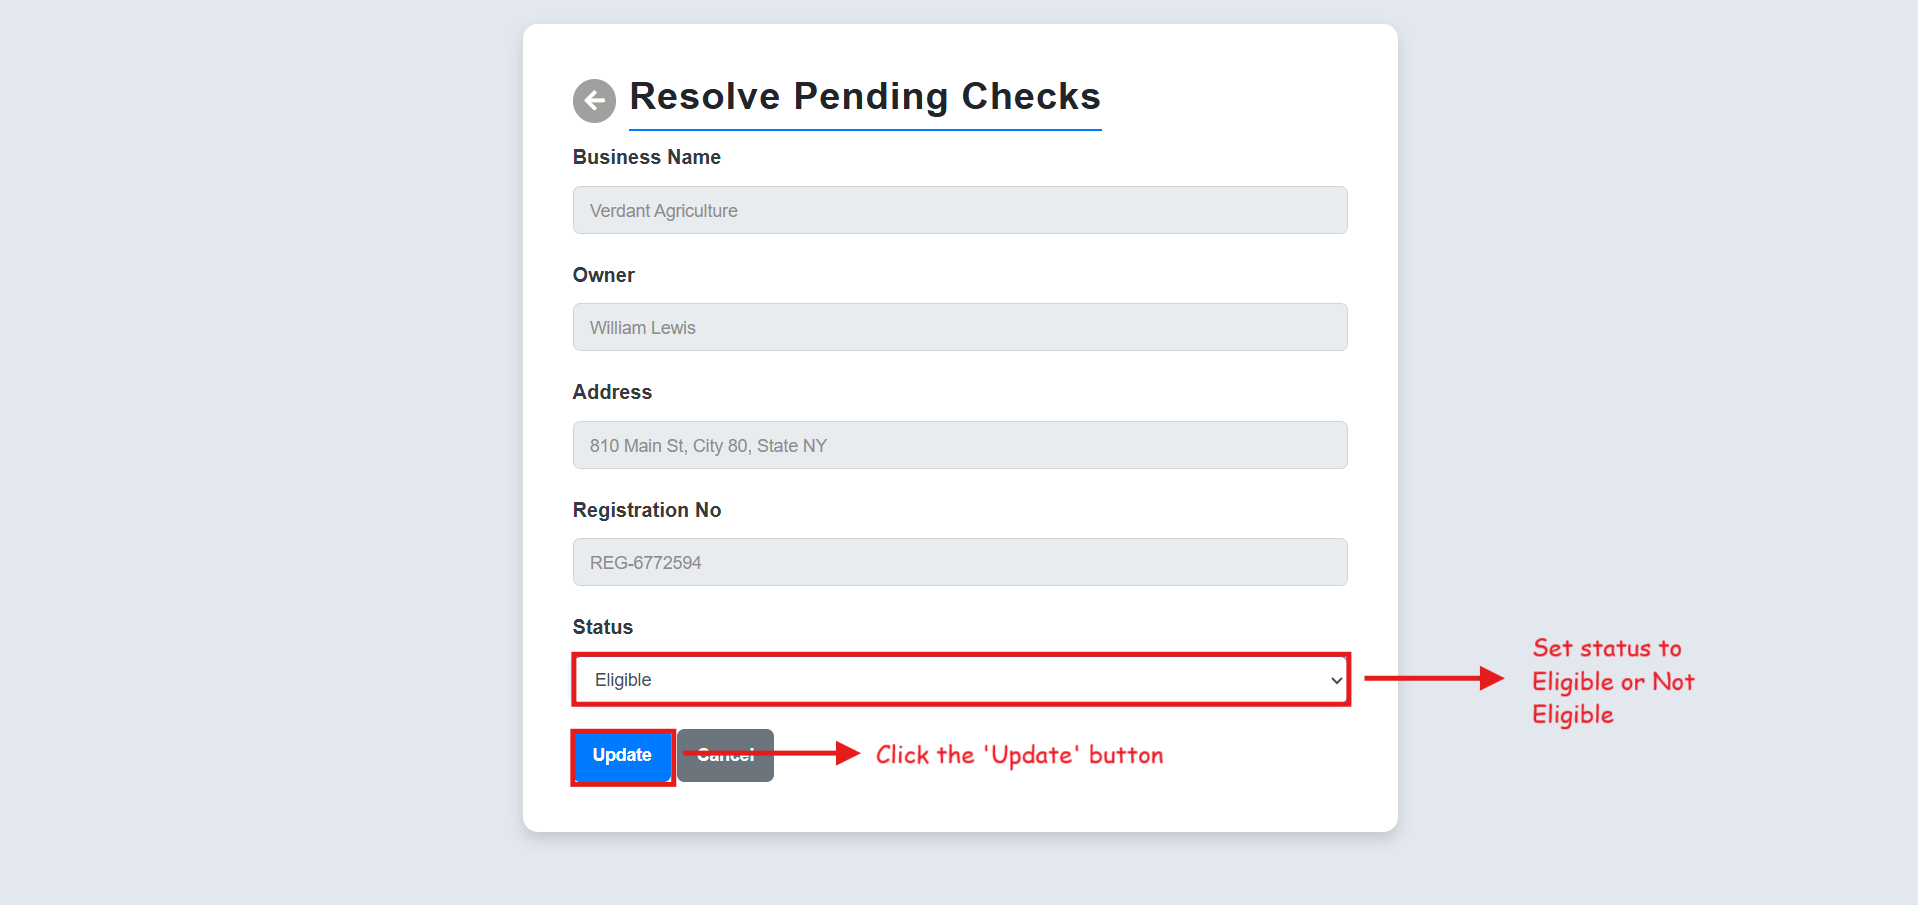 Resolve Pending Checks
Business Name
Verdant Agriculture
Owner
William Lewis
Address
810 Main St, City 80, State NY
Registration No
REG-6772594
Status
Eligible
Set status to
Eligible or Not
Eligible
Update
Cancel
Click the 'Update' button